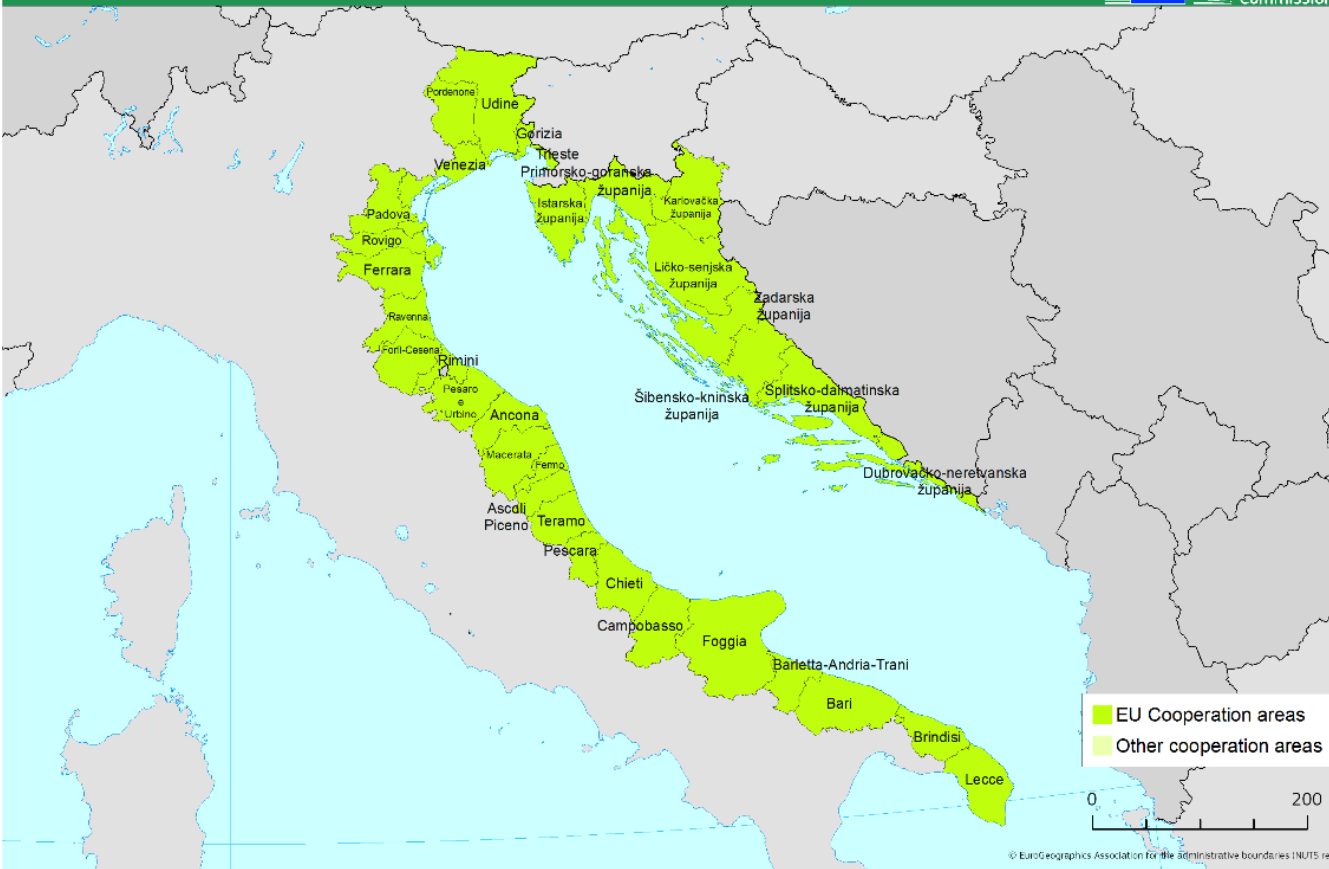 Commission
Pordenone
Udine
Gorizia
Trieste
Venezia
Primorsko-goranska
županija
Istarska
županija
Karlovačka
županija
Padova
Rovigo
Ferrara
Ličko-senjska
županija
Zadarska
županija
Ravenna
Forlì-Cesena
Rimini
Pesaro
e
Urbino
Ancona
Šibensko-kninska
županija
Splitsko-dalmatinska
županija
Macerata
Fermo
Dubrovačko-neretvanska
županija
Ascoli
Piceno
Teramo
Pescara
Chieti
Campobasso
Foggia
Barletta-Andria-Trani
Bari
Brindisi
Lecce
EU Cooperation areas
Other cooperation areas
0 200
© EuroGeographics Association for the administrative boundaries (NUTS re